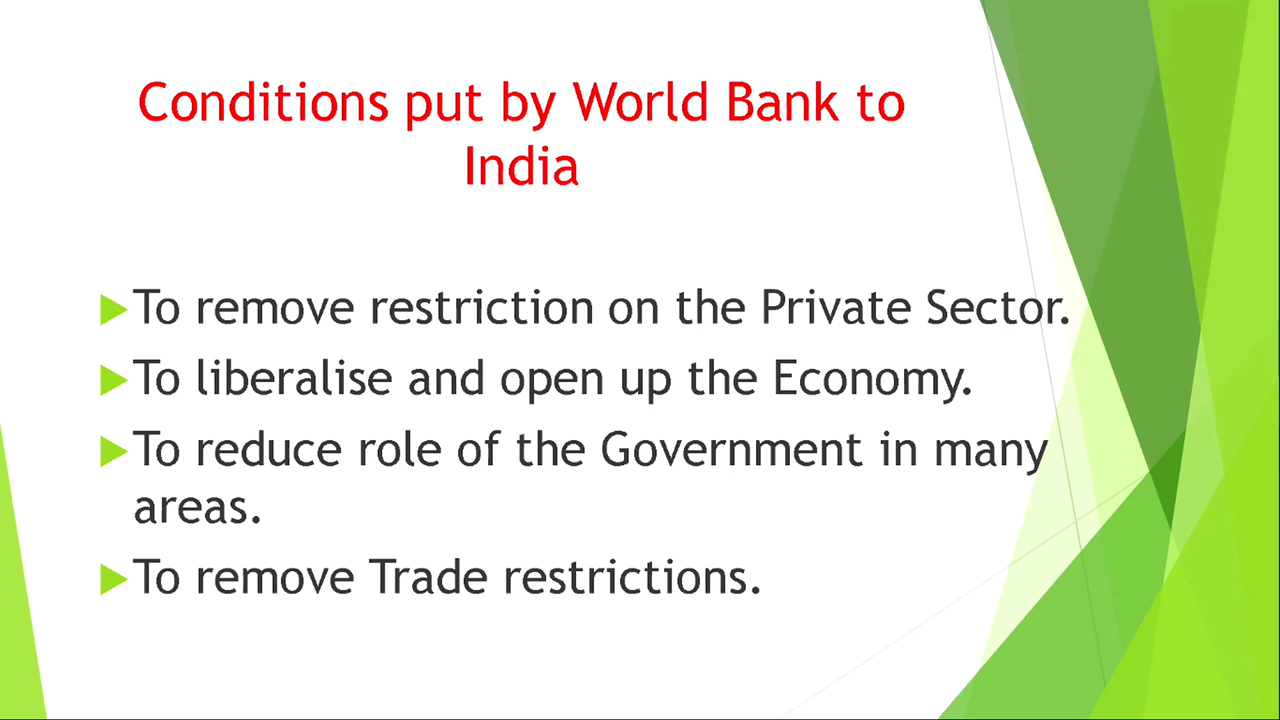 Conditions put by World Bank to
India
To remove restriction on the Private Sector.
To liberalise and open up the Economy.
To reduce role of the Government in many
areas.
To remove Trade restrictions.